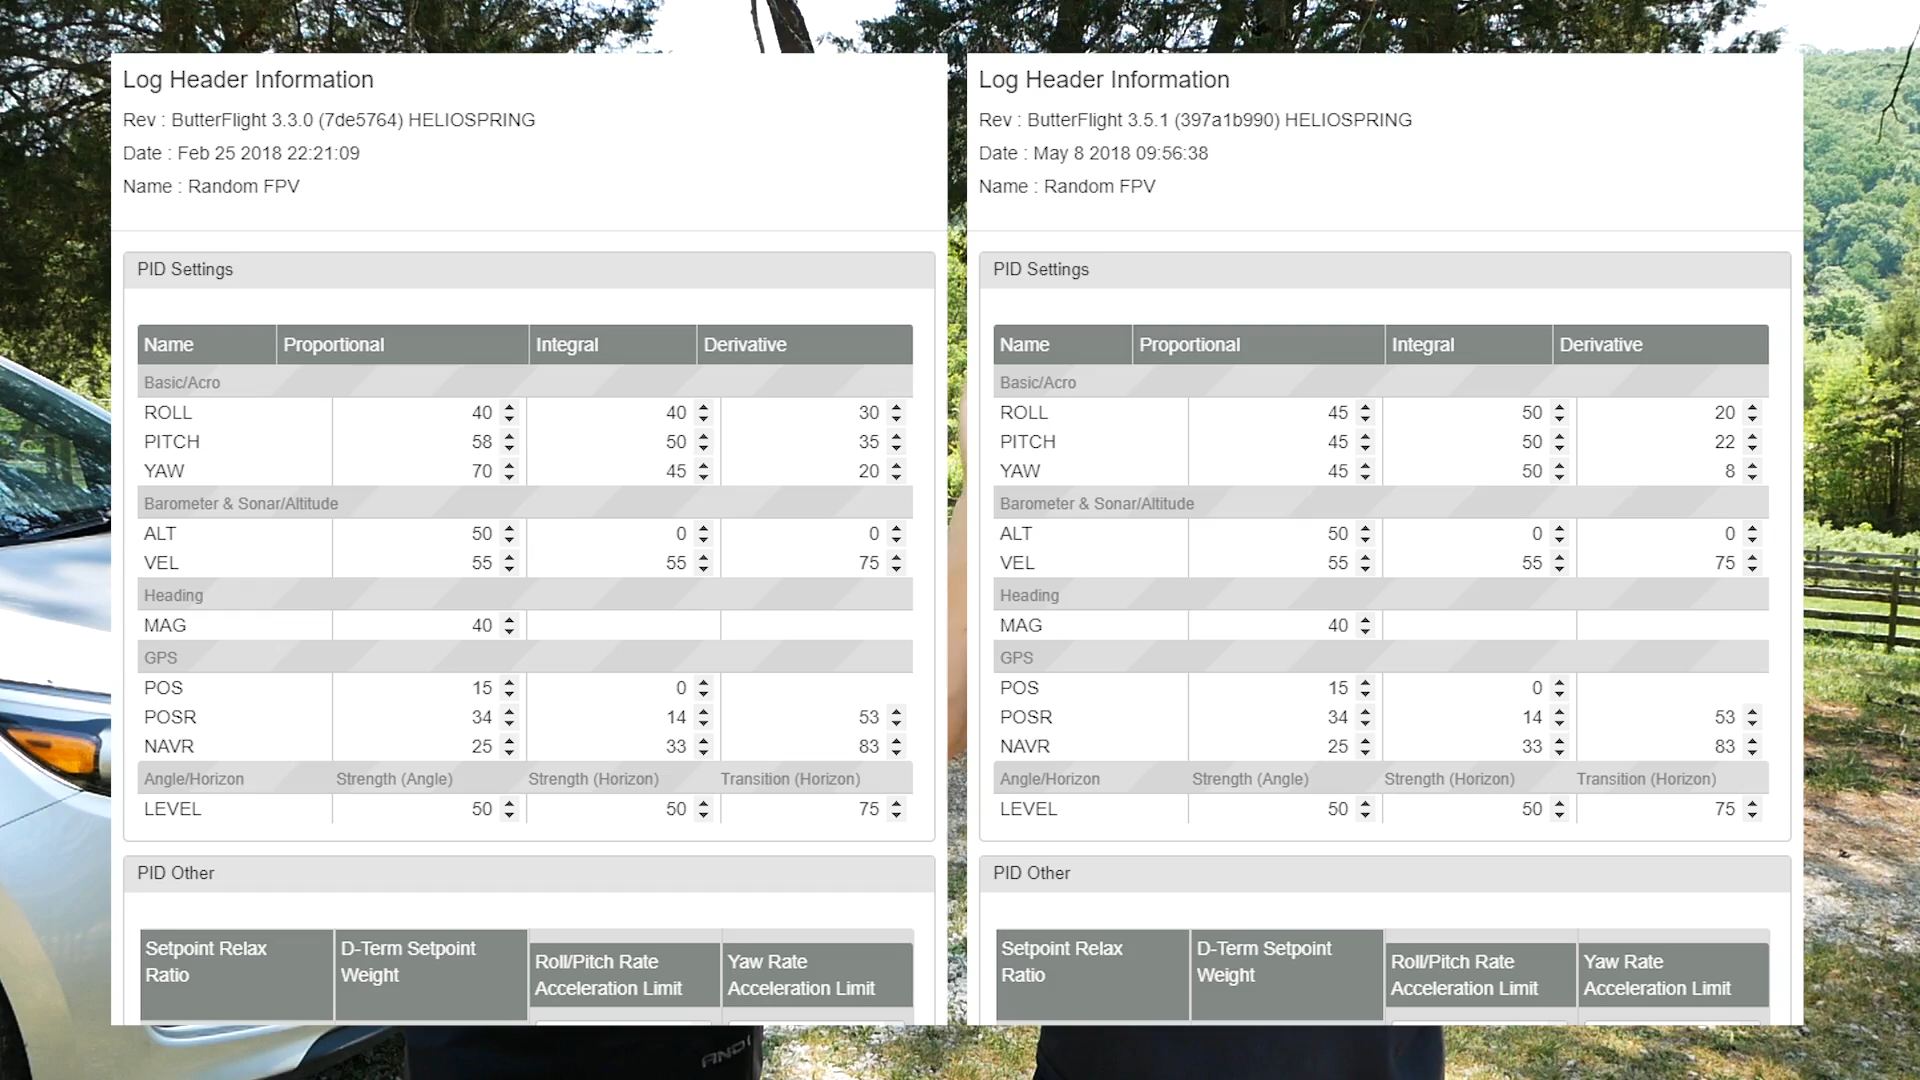 Log Header Information
Rev : ButterFlight 3.3.0 (7de5764) HELIOSPRING
Date : Feb 25 2018 22:21:09
Name : Random FPV
PID Settings
Name Proportional Integral Derivative
Basic/Acro
ROLL 40 40 30
PITCH 58 50 35
YAW 70 45 20
Barometer & Sonar/Altitude
ALT 50 0 0
VEL 55 55 75
Heading
MAG 40
GPS
POS 15 0
POSR 34 14 53
NAVR 25 33 83
Angle/Horizon Strength (Angle) Strength (Horizon) Transition (Horizon)
LEVEL 50 50 75
PID Other
Setpoint Relax Ratio D-Term Setpoint Weight Roll/Pitch Rate Acceleration Limit Yaw Rate Acceleration Limit
Log Header Information
Rev : ButterFlight 3.5.1 (397a1b990) HELIOSPRING
Date : May 8 2018 09:56:38
Name : Random FPV
PID Settings
Name Proportional Integral Derivative
Basic/Acro
ROLL 45 50 20
PITCH 45 50 22
YAW 45 50 8
Barometer & Sonar/Altitude
ALT 50 0 0
VEL 55 55 75
Heading
MAG 40
GPS
POS 15 0
POSR 34 14 53
NAVR 25 33 83
Angle/Horizon Strength (Angle) Strength (Horizon) Transition (Horizon)
LEVEL 50 50 75
PID Other
Setpoint Relax Ratio D-Term Setpoint Weight Roll/Pitch Rate Acceleration Limit Yaw Rate Acceleration Limit